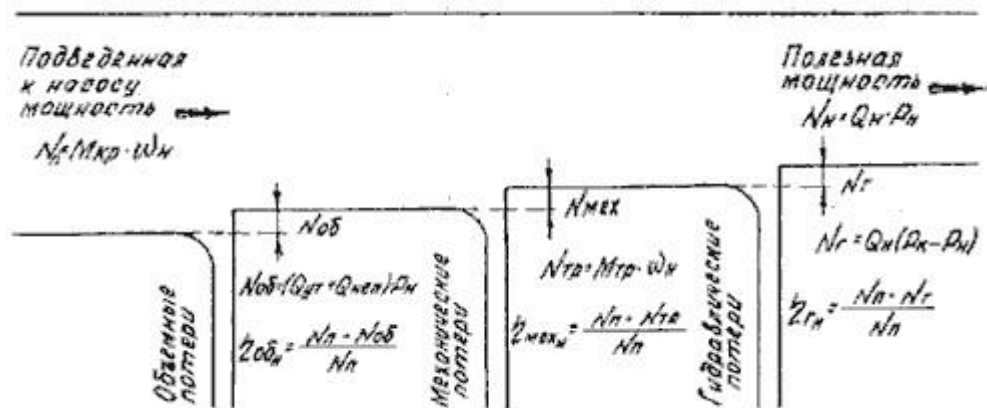 Подведенная
к насосу
мощность
Nп=Mкр·ωн
Полезная
мощность
Nн=Qн·Pн
Nоб
Nмех
Nг
Nоб=(Qут+Qнеп)Pн
Nтр=Mтр·ωн
Nг=Qн(Pк-Pн)
ηобн=(Nп-Nоб)/Nп
ηмехн=(Nп-Nтр)/Nп
ηгн=(Nп-Nг)/Nп
Объемные
потери
Механические
потери
Гидравлические
потери